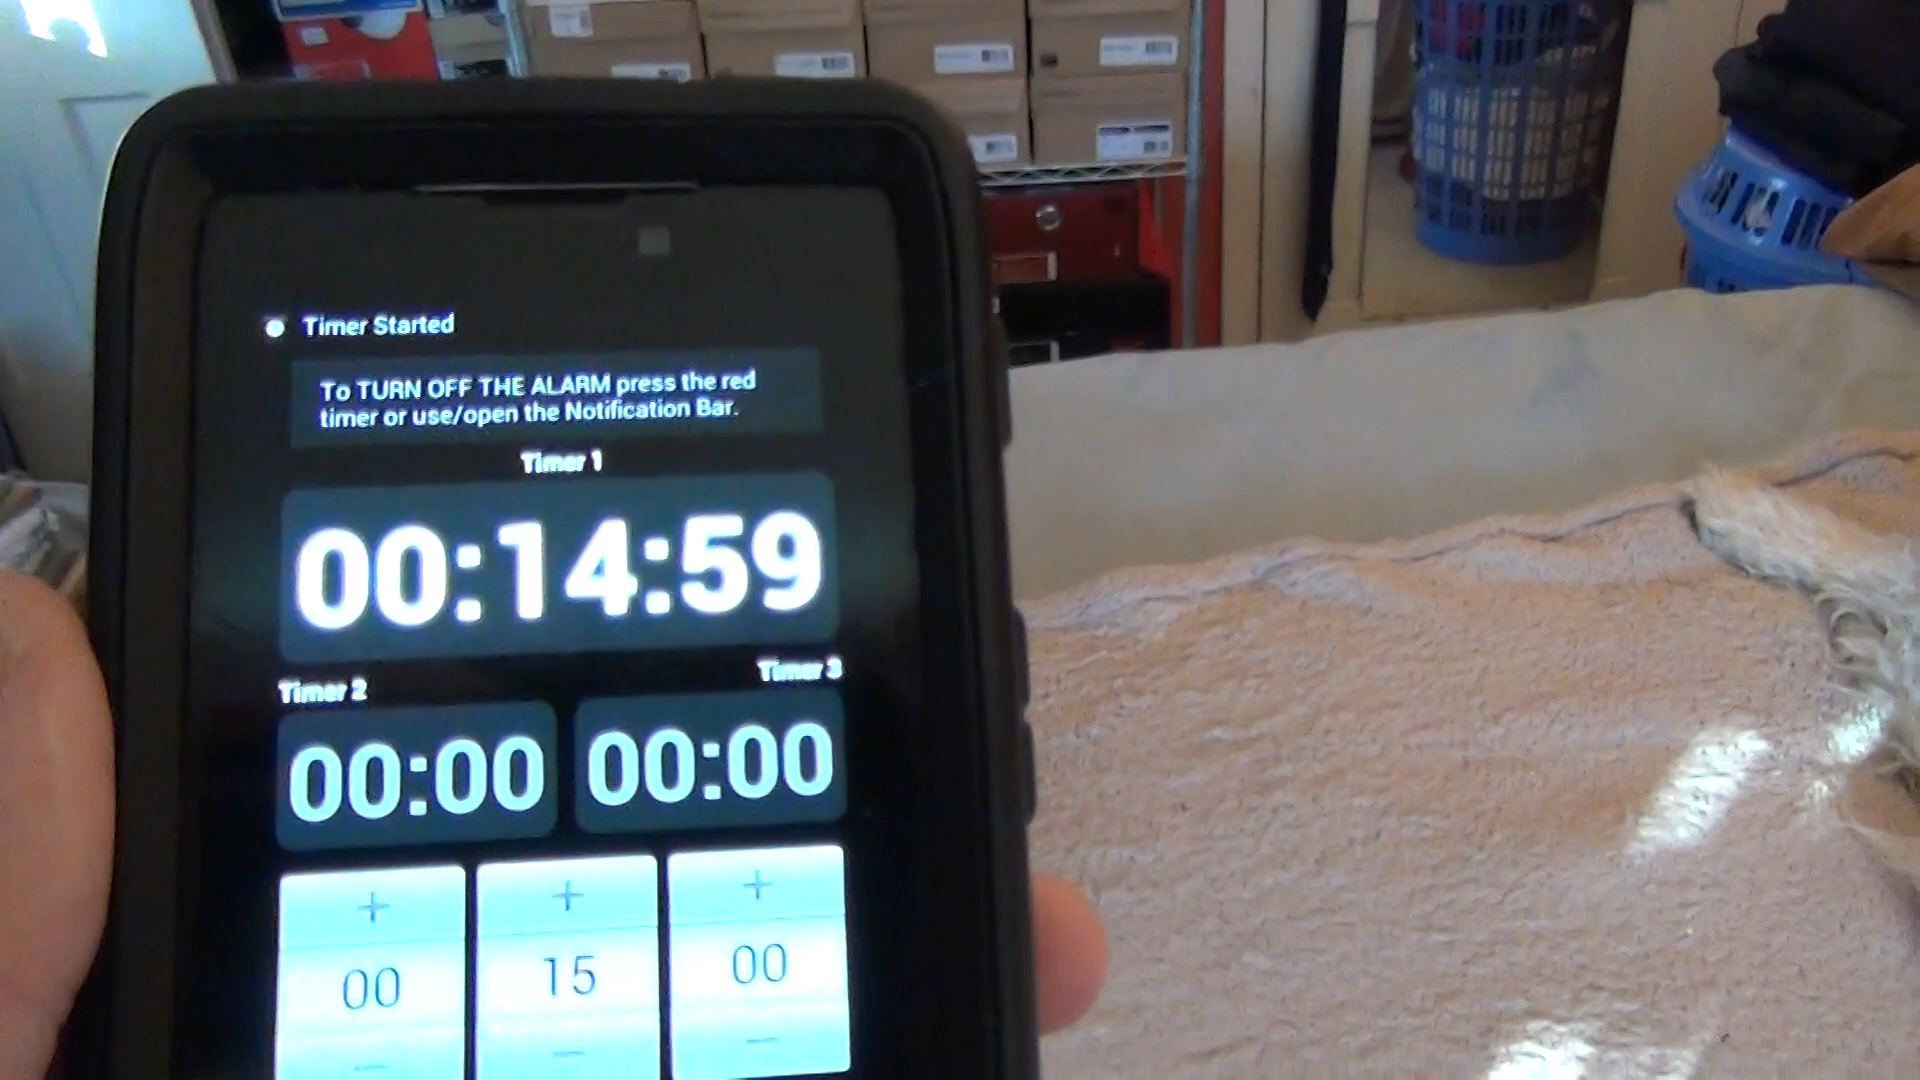 Timer Started
To TURN OFF THE ALARM press the red
timer or use/open the Notification Bar.
Timer 1
00:14:59
Timer 2
Timer 3
00:00
00:00
+
+
+
00
15
00
−
−
−